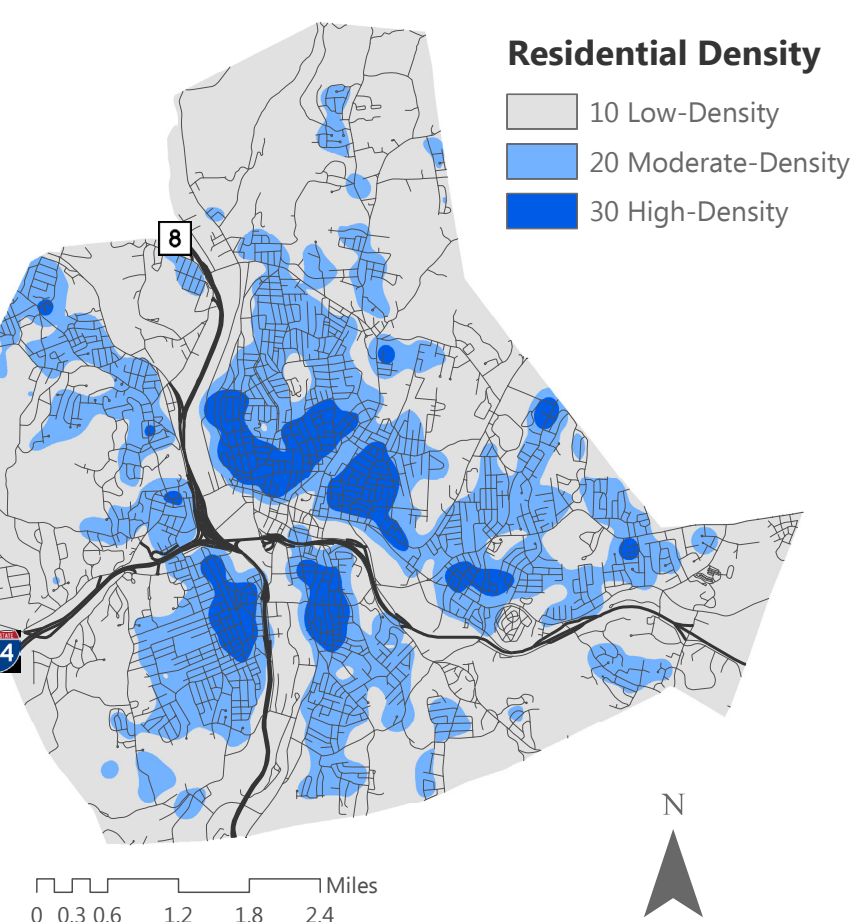 Residential Density
10 Low-Density
20 Moderate-Density
30 High-Density
8
4
N
Miles
0 0.3 0.6 1.2 1.8 2.4